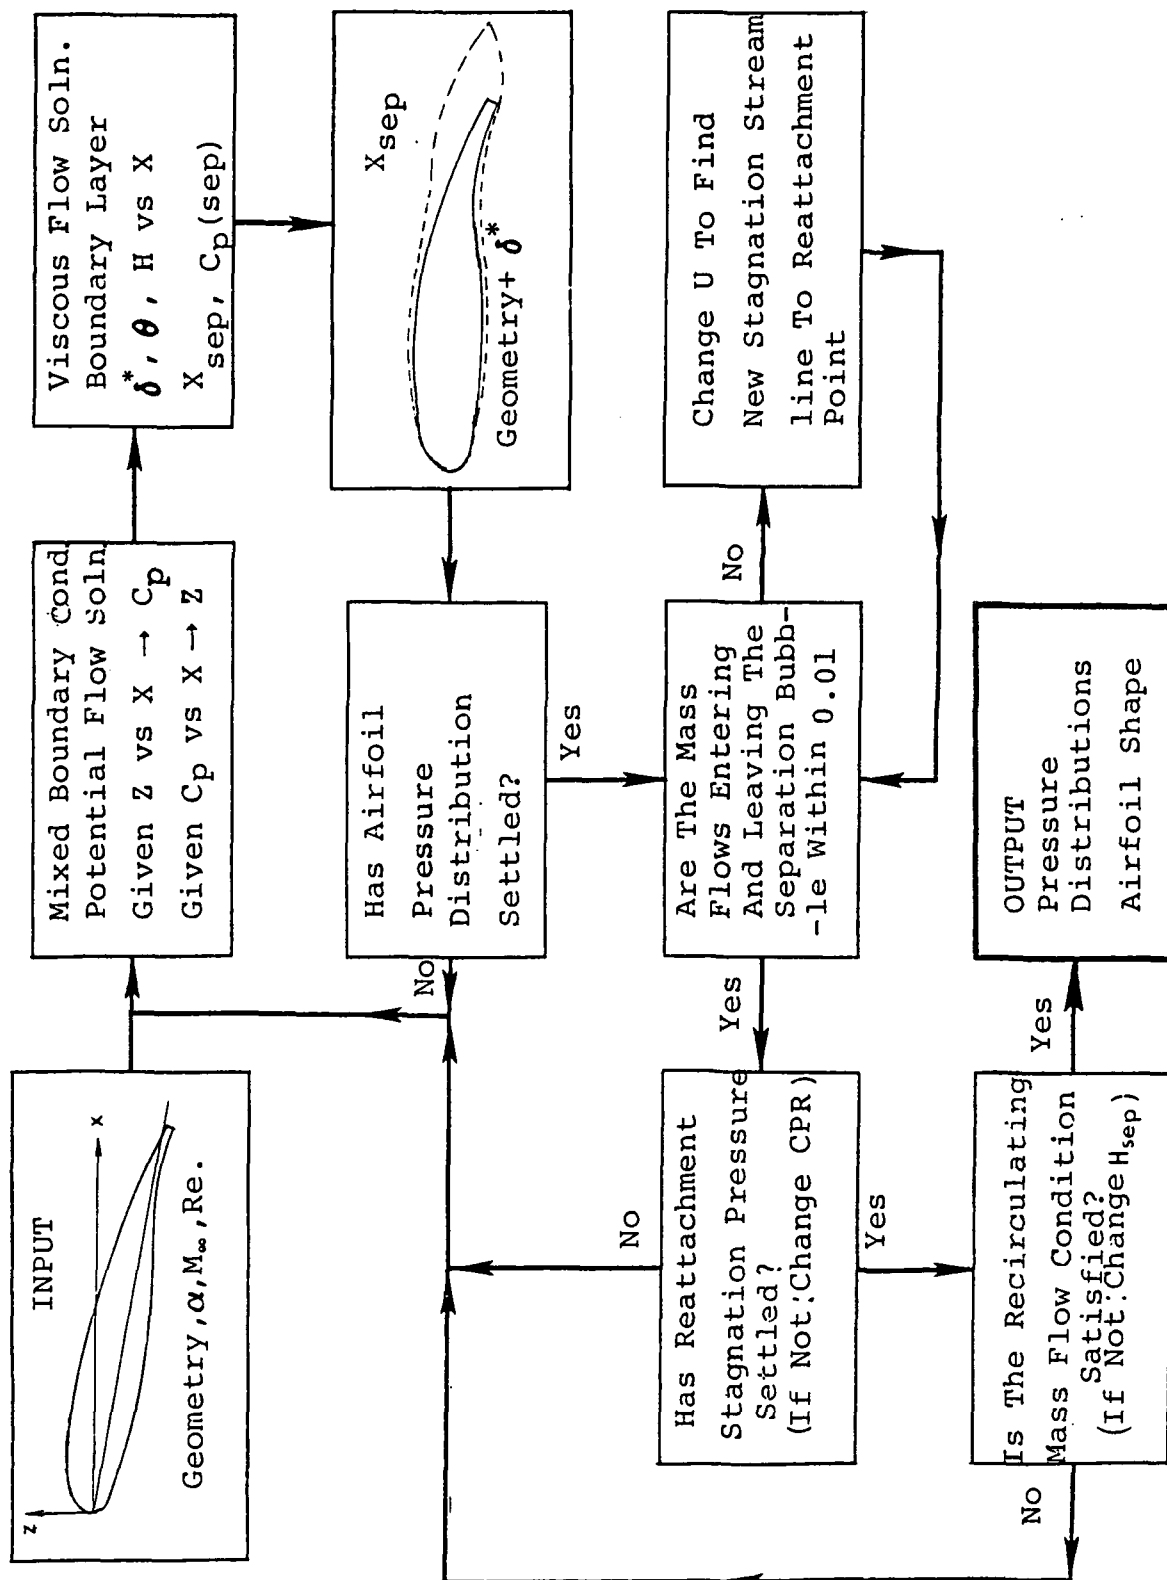 INPUT
Z
X
Geometry, α, M∞, Re.
Mixed Boundary Cond.
Potential Flow Soln.
Given Z vs X → Cp
Given Cp vs X → Z
Viscous Flow Soln.
Boundary Layer
δ*, θ, H vs X
Xsep, Cp(sep)
Xsep
Geometry+ δ*
Has Airfoil
Pressure
Distribution
Settled?
No
Yes
Are The Mass
Flows Entering
And Leaving The
Separation Bubb-
-le Within 0.01
No
Change U To Find
New Stagnation Stream
line To Reattachment
Point
Yes
Has Reattachment
Stagnation Pressure
Settled?
(If Not:Change CPR)
No
Yes
Is The Recirculating
Mass Flow Condition
Satisfied?
(If Not:Change Hsep)
No
Yes
OUTPUT
Pressure
Distributions
Airfoil Shape